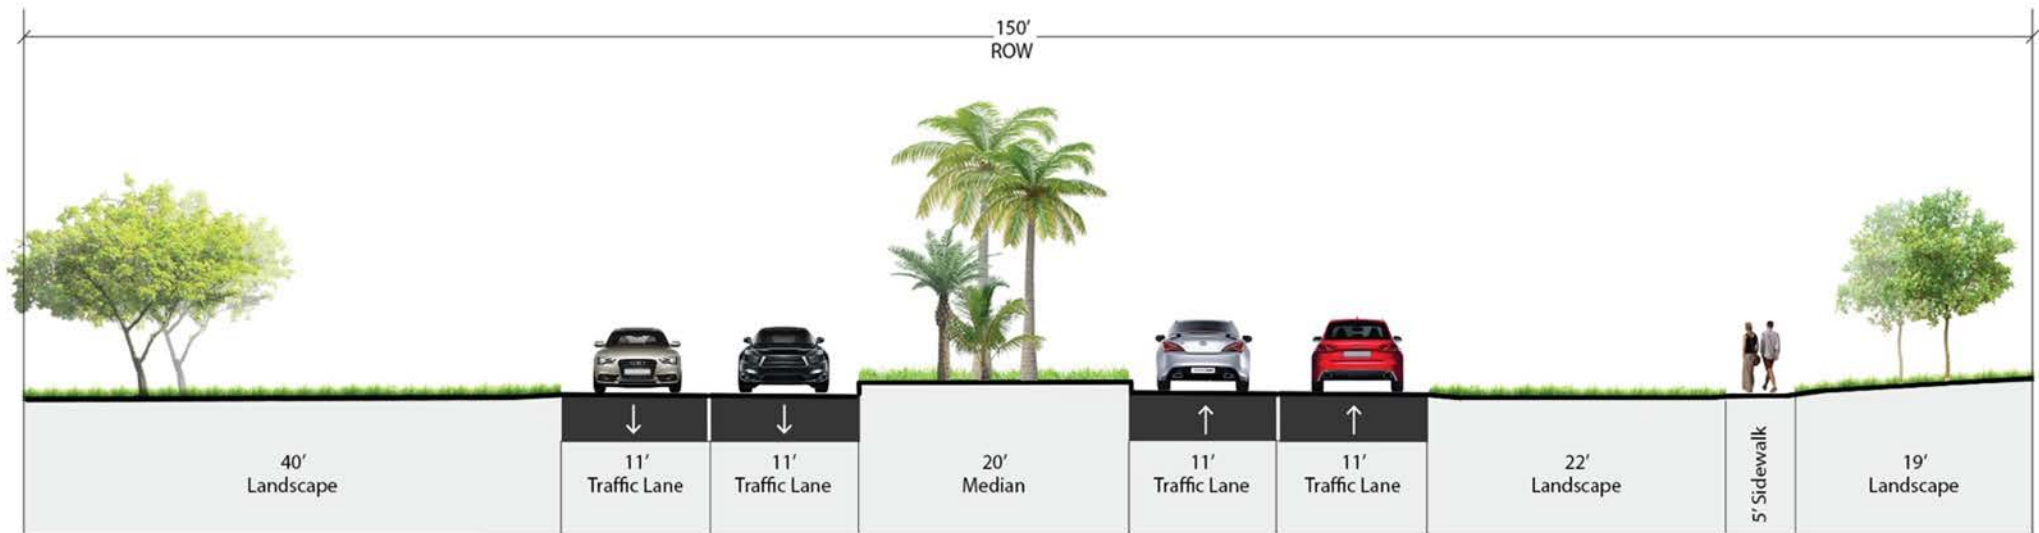 150′
ROW
40′
Landscape
11′
Traffic Lane
11′
Traffic Lane
20′
Median
11′
Traffic Lane
11′
Traffic Lane
22′
Landscape
5′ Sidewalk
19′
Landscape